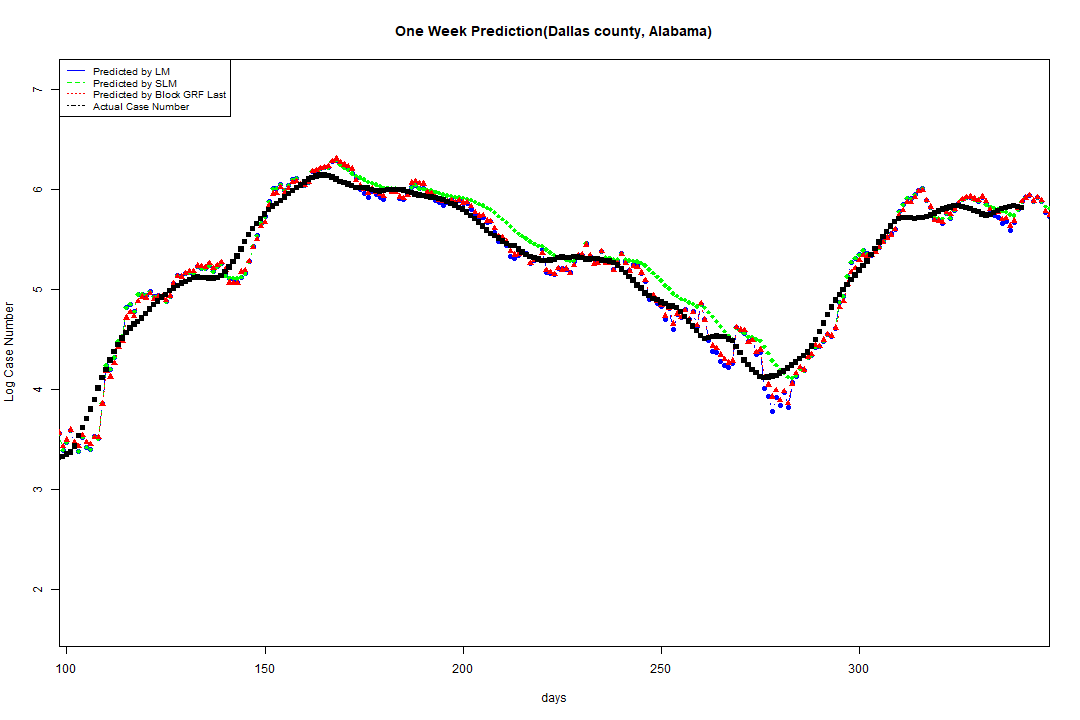 One Week Prediction(Dallas county, Alabama)
Predicted by LM
Predicted by SLM
Predicted by Block GRF Last
Actual Case Number
7
6
5
4
3
2
Log Case Number
100 150 200 250 300
days